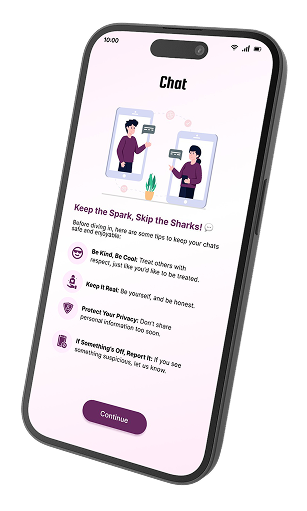 10:00
Chat
Keep the Spark, Skip the Sharks! 💬
Before diving in, here are some tips to keep your chats
safe and enjoyable:
Be Kind, Be Cool: Treat others with
respect, just like you'd like to be treated.
Keep It Real: Be yourself, and be honest.
Protect Your Privacy: Don't share
personal information too soon.
If Something's Off, Report It: If you see
something suspicious, let us know.
Continue